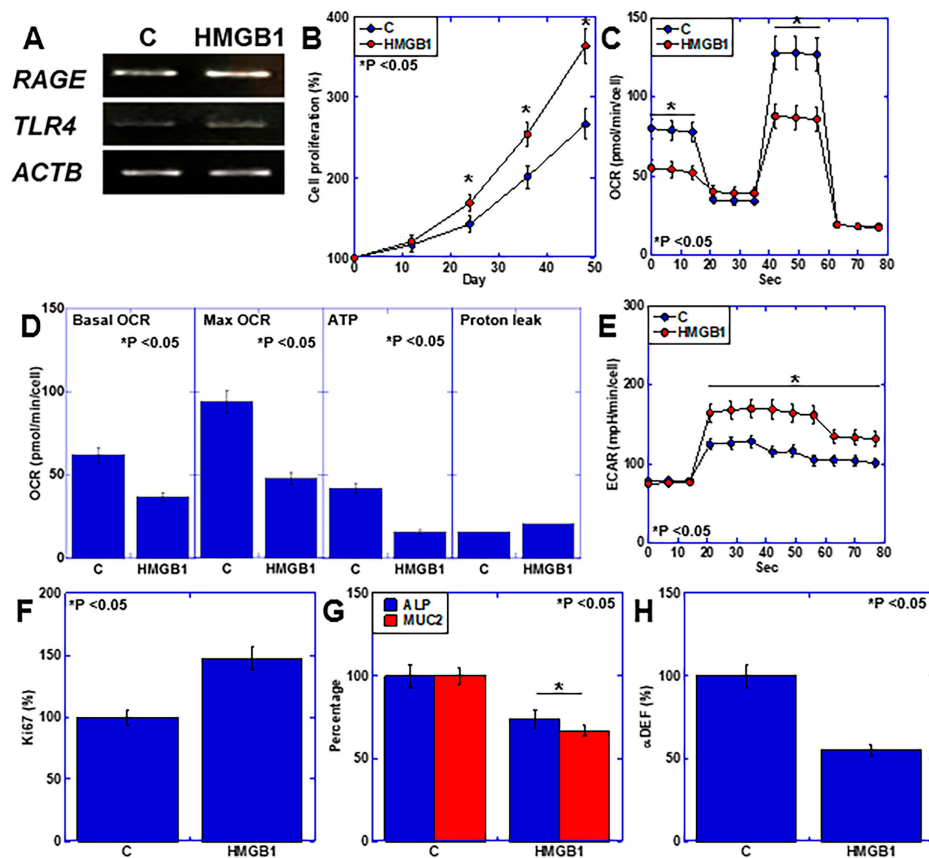 A
C HMGB1
RAGE
TLR4
ACTB
B
C
HMGB1
*P <0.05
Cell proliferation (%)
400
300
200
100
* * *
0 10 20 30 40 50
Day
C
C
HMGB1
OCR (pmol/min/cell)
150
100
50
0
* *
*P <0.05
0 10 20 30 40 50 60 70 80
Sec
D
OCR (pmol/min/cell)
150
100
50
0
Basal OCR Max OCR ATP Proton leak
*P <0.05 *P <0.05 *P <0.05
C HMGB1 C HMGB1 C HMGB1 C HMGB1
E
C
HMGB1
ECAR (mpH/min/cell)
300
200
100
0
*
*P <0.05
0 10 20 30 40 50 60 70 80
Sec
F
*P <0.05
Ki67 (%)
200
150
100
50
0
C HMGB1
G
ALP
MUC2
*P <0.05
Percentage
150
100
50
0
*
C HMGB1
H
*P <0.05
αDEF (%)
150
100
50
0
C HMGB1